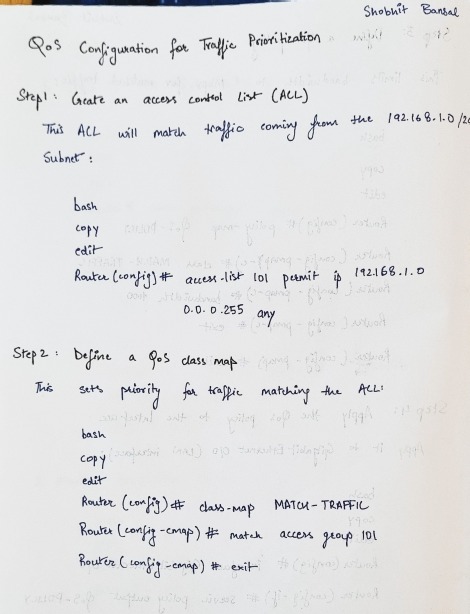 Shobhit Bansal
QoS Configuration for Traffic Prioritization
Step1: Create an access control List (ACL)
This ACL will match traffic coming from the 192.168.1.0/2
Subnet:
bash
copy
edit
Router (config) # access-list 101 permit ip 192.168.1.0
0.0.0.255 any
Step 2: Define a QoS class map
This sets priority for traffic matching the ACL:
bash
copy
edit
Router (config) # class-map MATCH-TRAFFIC
Router (config-cmap) # match access group 101
Router (config-cmap) # exit